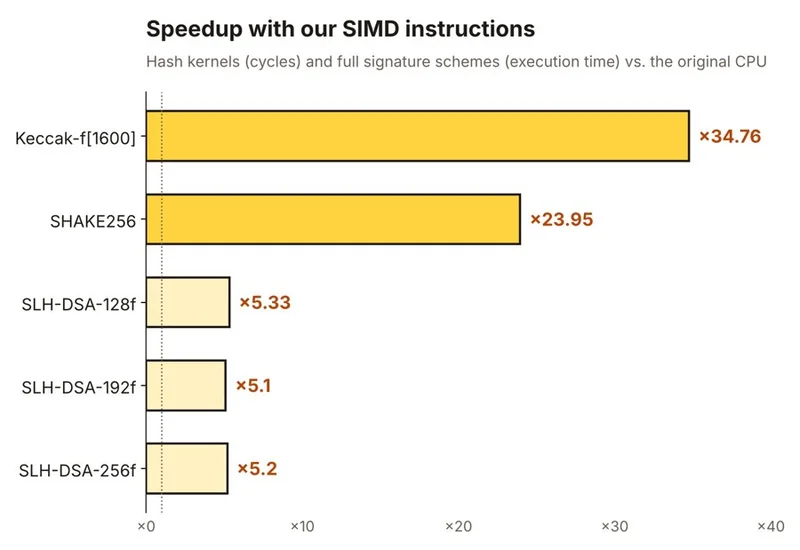 Speedup with our SIMD instructions
Hash kernels (cycles) and full signature schemes (execution time) vs. the original CPU
Keccak-f[1600] ×34.76
SHAKE256 ×23.95
SLH-DSA-128f ×5.33
SLH-DSA-192f ×5.1
SLH-DSA-256f ×5.2
×0 ×10 ×20 ×30 ×40